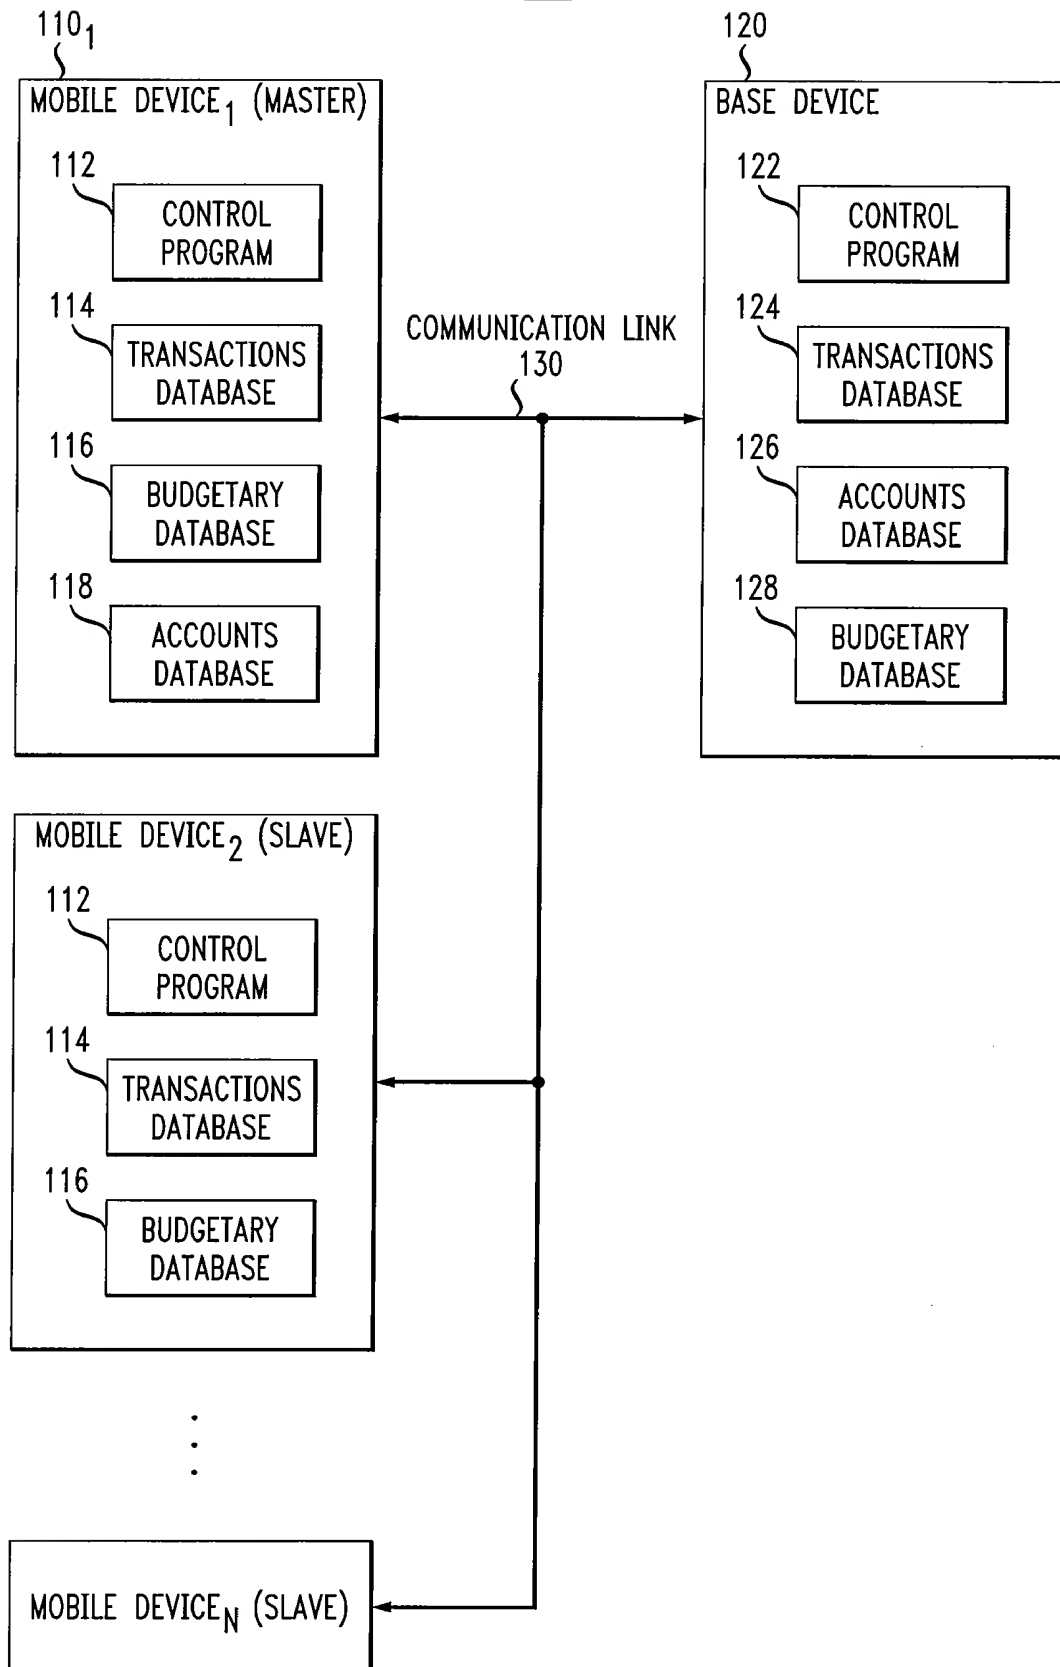 110₁
MOBILE DEVICE₁ (MASTER)
112
CONTROL
PROGRAM
114
TRANSACTIONS
DATABASE
116
BUDGETARY
DATABASE
118
ACCOUNTS
DATABASE
COMMUNICATION LINK
130
120
BASE DEVICE
122
CONTROL
PROGRAM
124
TRANSACTIONS
DATABASE
126
ACCOUNTS
DATABASE
128
BUDGETARY
DATABASE
MOBILE DEVICE₂ (SLAVE)
112
CONTROL
PROGRAM
114
TRANSACTIONS
DATABASE
116
BUDGETARY
DATABASE
MOBILE DEVICE_N (SLAVE)